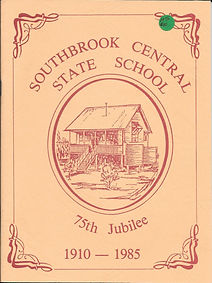 SOUTHBROOK CENTRAL
STATE SCHOOL
75th Jubilee
1910 — 1985